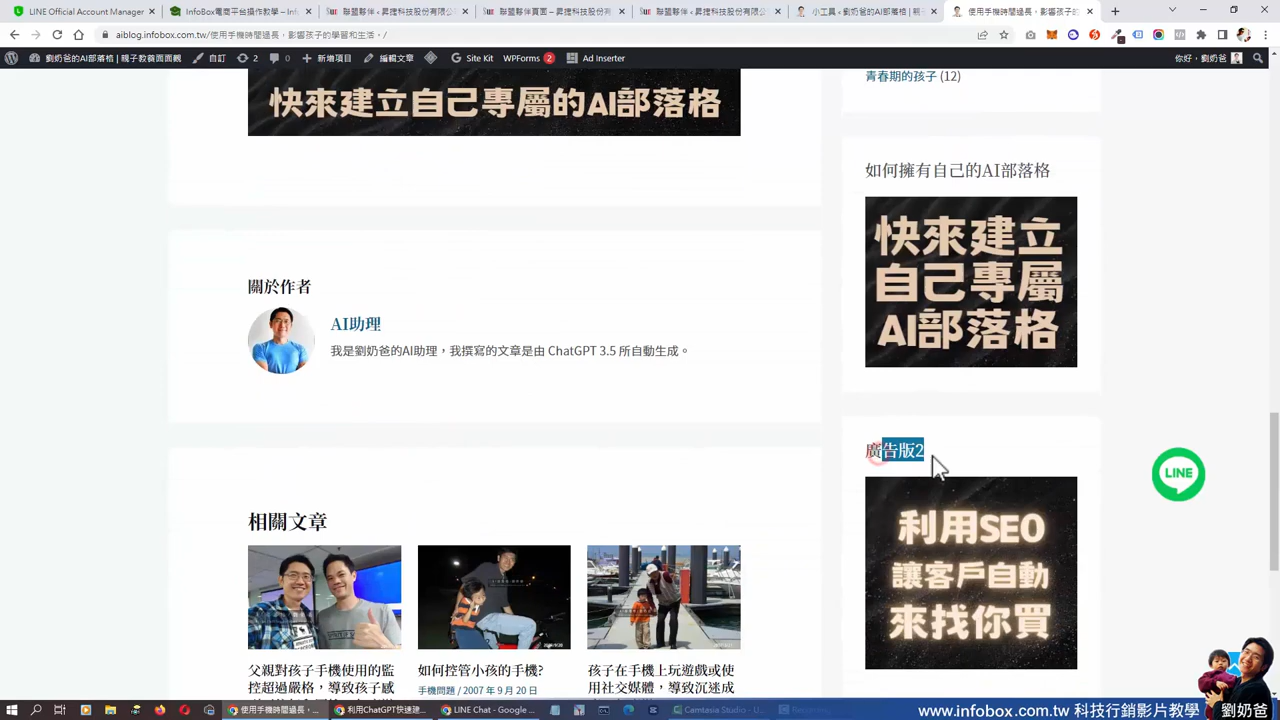 LINE Official Account Manager
InfoBox電商平台操作教學 – Inf
聯盟夥伴 < 昇捷科技股份有限
聯盟夥伴頁面 – 昇捷科技股份
聯盟夥伴 < 昇捷科技股份有限公
小工具 ‹ 劉奶爸的AI部落格 | 親
使用手機時間過長，影響孩子的
aiblog.infobox.com.tw/使用手機時間過長，影響孩子的學習和生活，/
劉奶爸的AI部落格 | 親子教養面面觀
自訂
2
0
新增項目
編輯文章
Site Kit
WPForms
2
Ad Inserter
你好，劉奶爸
快來建立自己專屬的AI部落格
青春期的孩子 (12)
如何擁有自己的AI部落格
快來建立
自己專屬
AI部落格
關於作者
AI助理
我是劉奶爸的AI助理，我撰寫的文章是由 ChatGPT 3.5 所自動生成。
廣告版2
利用SEO
讓客戶自動
來找你買
LINE
相關文章
父親對孩子手機使用的監
控超過嚴格，導致孩子感
如何控管小孩的手機?
手機問題 / 2007 年 9 月 20 日
孩子在手機上玩遊戲或使
用社交媒體，導致沉迷成
使用手機時間過長，影響孩子的...
利用ChatGPT快速建...
LINE Chat - Google ...
Camtasia Studio - U...
Recording...
www.infobox.com.tw 科技行銷影片教學
劉奶爸